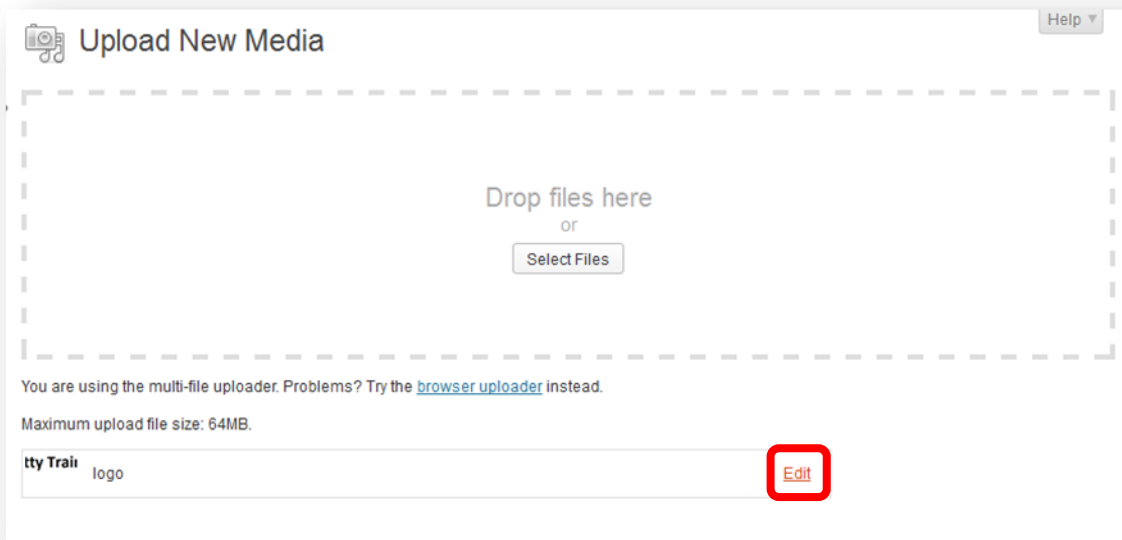 Help
Upload New Media
Drop files here
or
Select Files
You are using the multi-file uploader. Problems? Try the browser uploader instead.
Maximum upload file size: 64MB.
tty Trai
logo
Edit